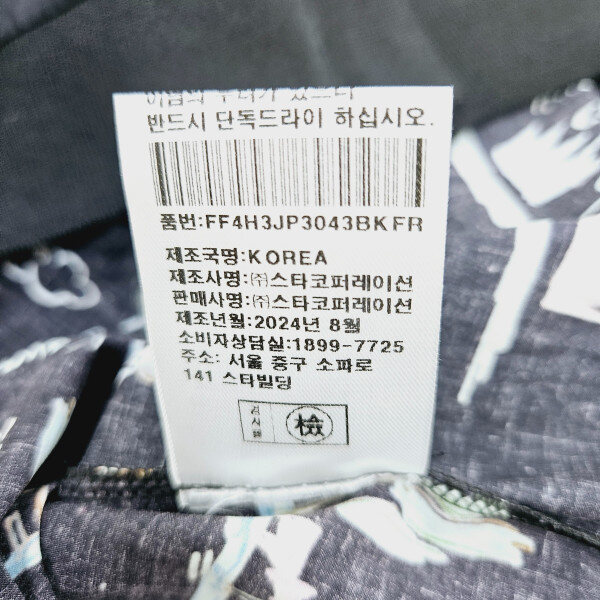 반드시 단독드라이 하십시오.
품번:FF4H3JP3043BKFR
제조국명:KOREA
제조사명:㈜스타코퍼레이션
판매사명:㈜스타코퍼레이션
제조년월:2024년 8월
소비자상담실:1899-7725
주소: 서울 중구 소파로
141 스타빌딩
검사필 檢